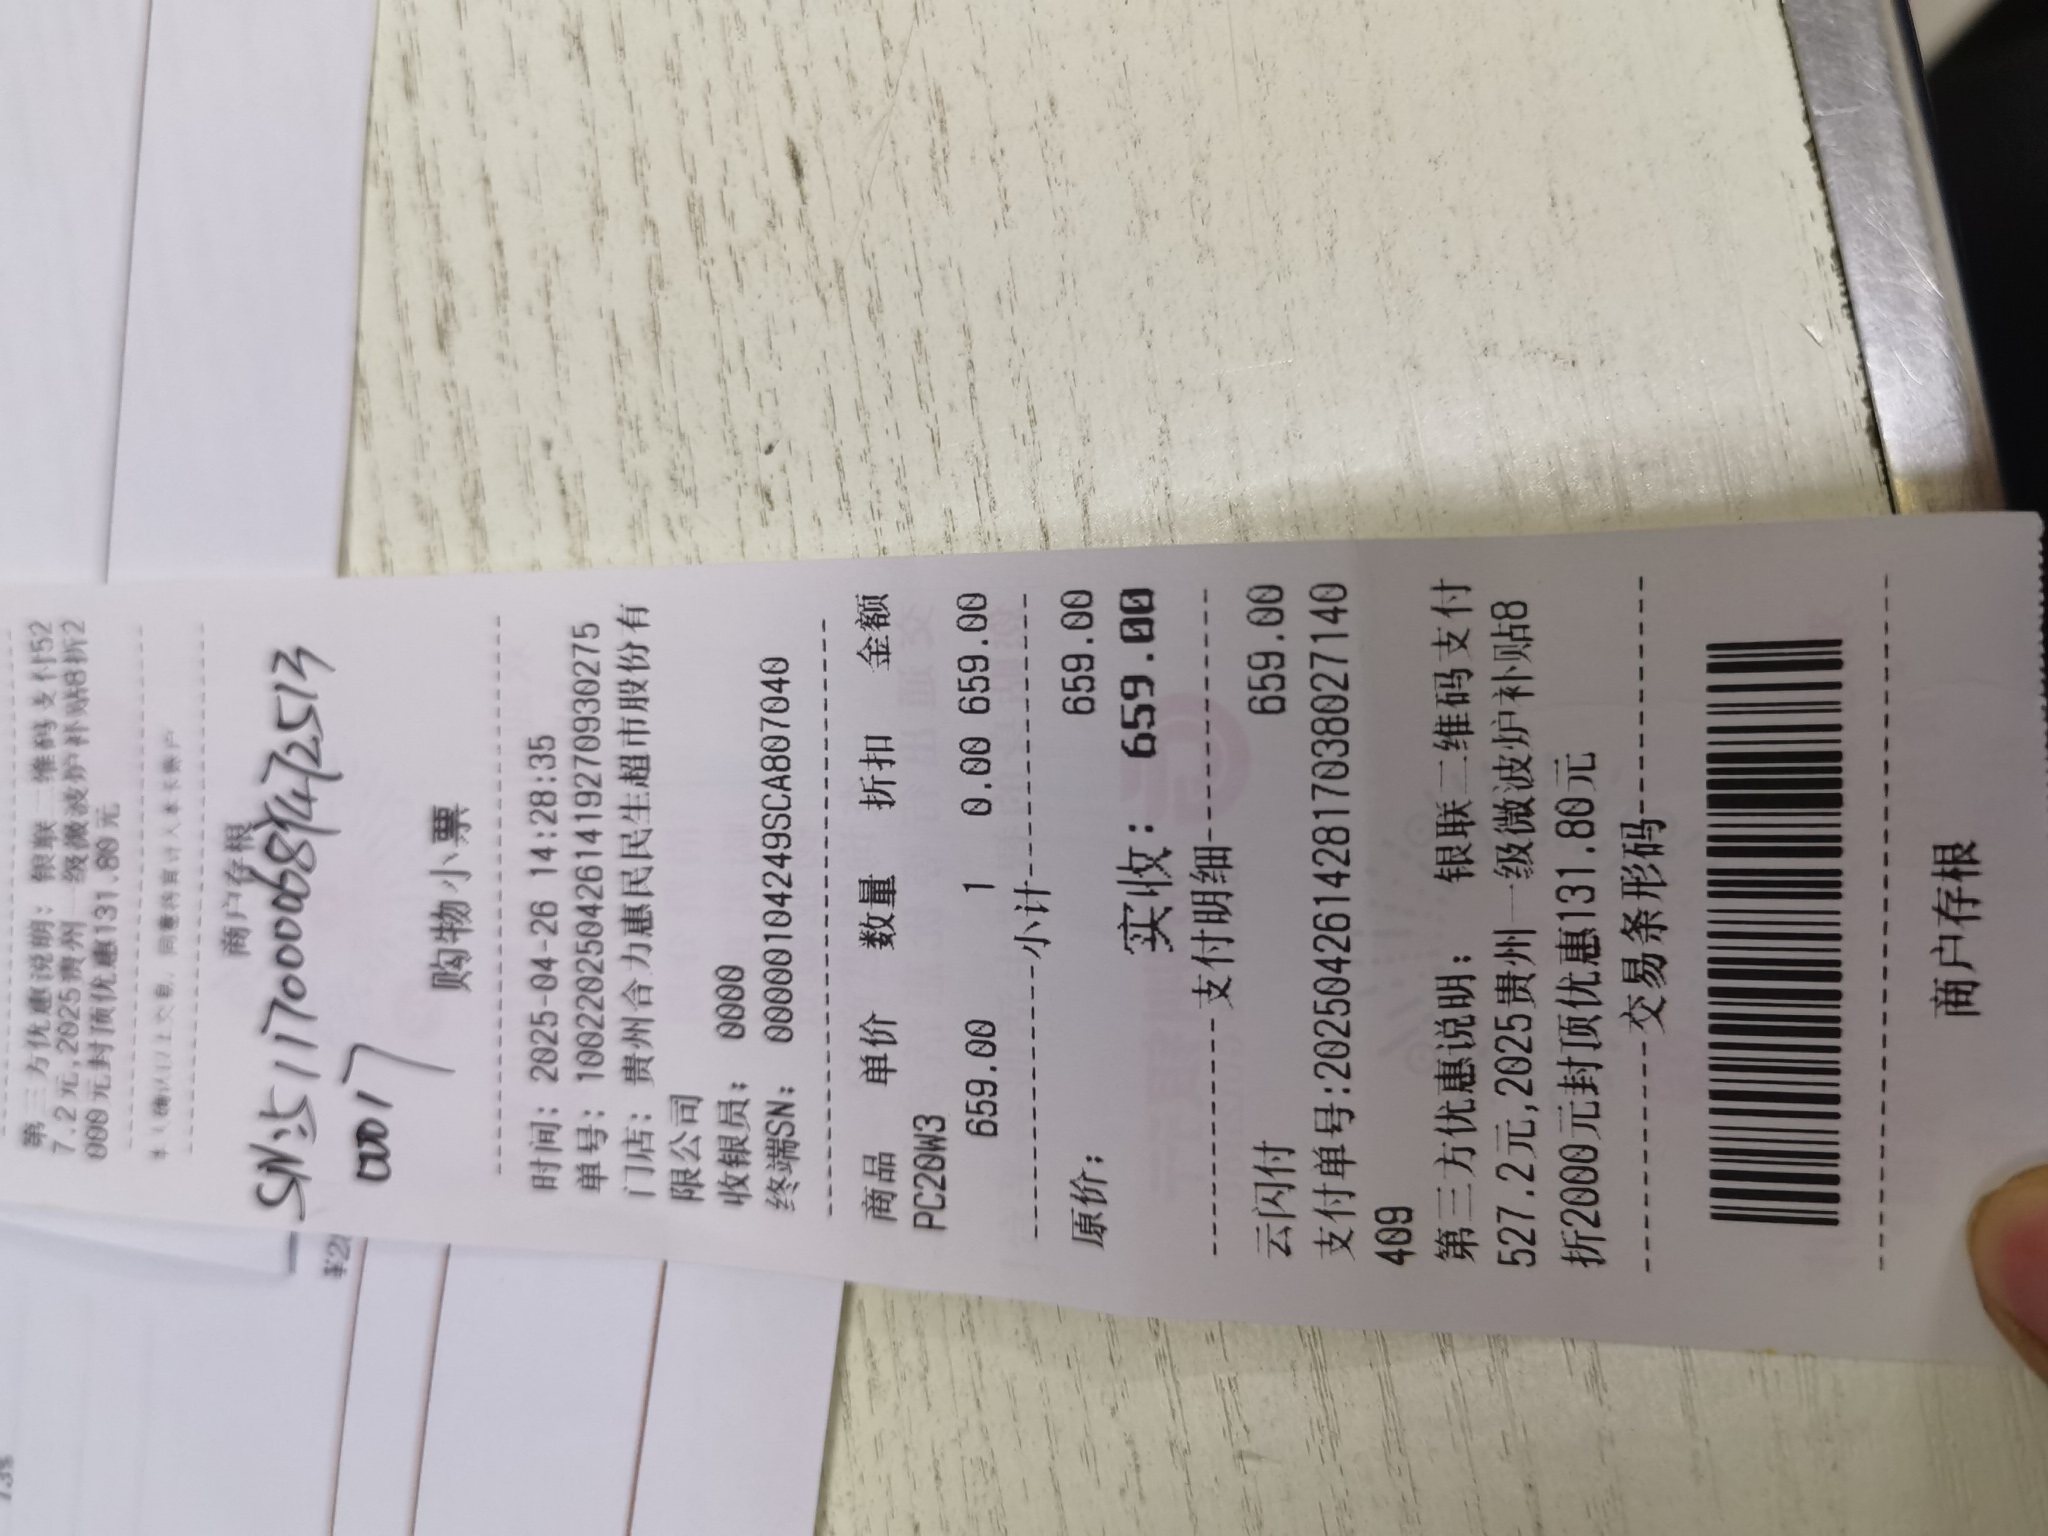 第三方优惠说明: 银联二维码支付52
7.2元,2025贵州一级微波炉补贴8折2
000元封顶优惠131.80元
商户存根
购物小票
时间: 2025-04-26 14:28:35
单号: 10022025042614192709930275
门店: 贵州合力惠民民生超市股份有
限公司
收银员: 0000
终端SN: 00000104249SCA807040
商品 单价 数量 折扣 金额
PC20W3
659.00 1 0.00 659.00
小计
原价: 659.00
实收: 659.00
支付明细
云闪付 659.00
支付单号:20250426142817038027140
409
第三方优惠说明: 银联二维码支付
527.2元,2025贵州一级微波炉补贴8
折2000元封顶优惠131.80元
交易条形码
商户存根